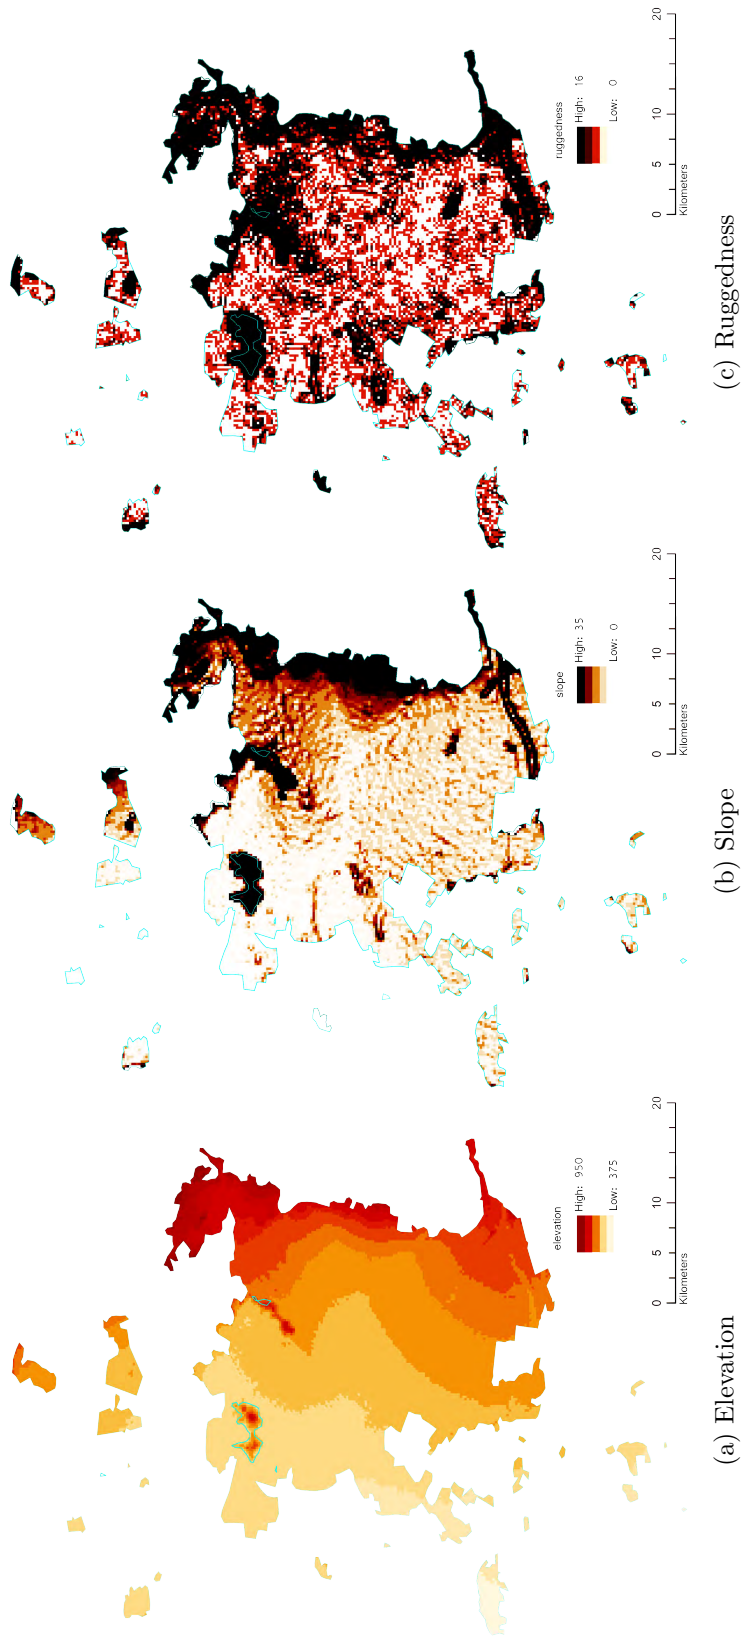 elevation
High: 950
Low: 375
0 5 10 20
Kilometers
(a) Elevation
slope
High: 35
Low: 0
0 5 10 20
Kilometers
(b) Slope
ruggedness
High: 16
Low: 0
0 5 10 20
Kilometers
(c) Ruggedness